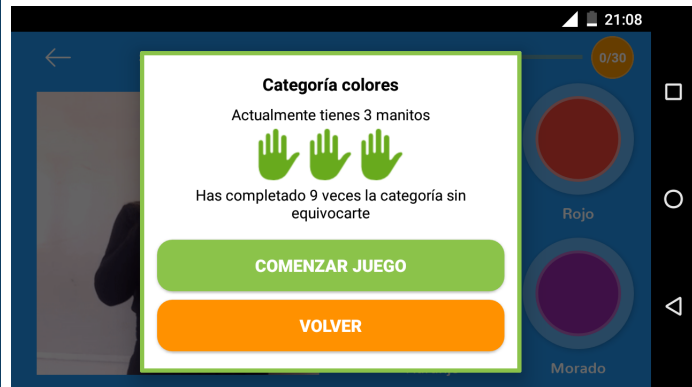 21:08
0/30
Categoría colores
Actualmente tienes 3 manitos
Has completado 9 veces la categoría sin
equivocarte
COMENZAR JUEGO
VOLVER
Rojo
Morado